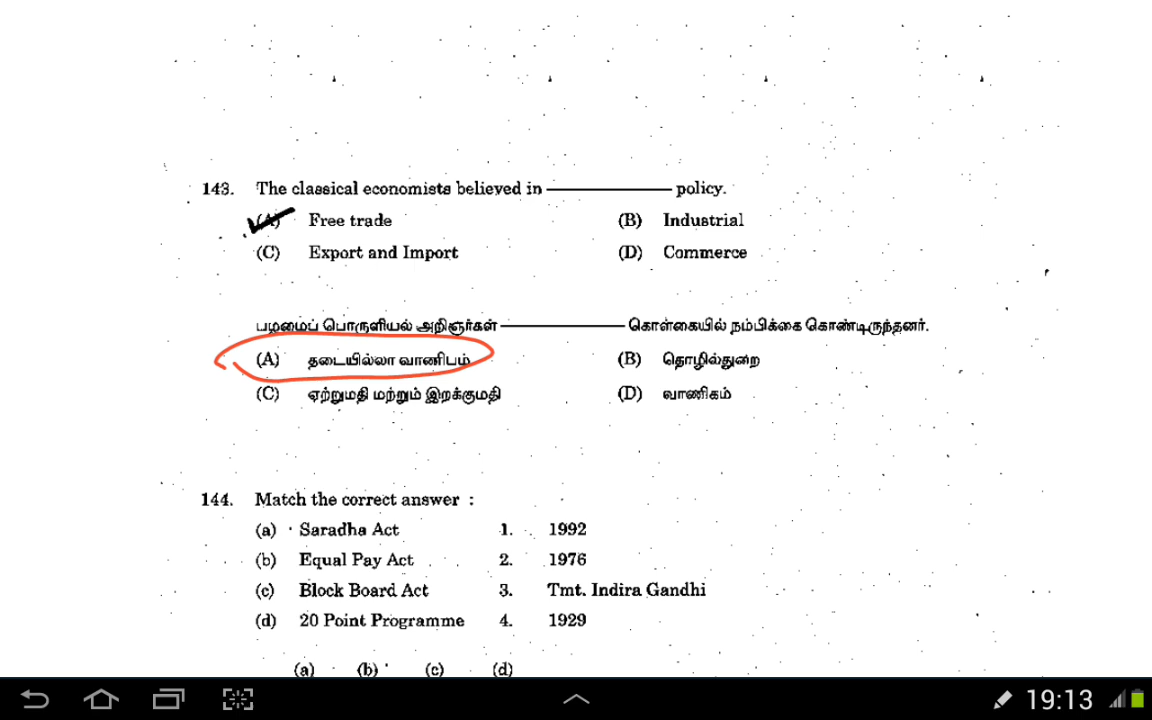 143. The classical economists believed in ————— policy.
(A) Free trade (B) Industrial
(C) Export and Import (D) Commerce
பழமைப் பொருளியல் அறிஞர்கள் ————— கொள்கையில் நம்பிக்கை கொண்டிருந்தனர்.
(A) தடையில்லா வாணிபம் (B) தொழில்துறை
(C) ஏற்றுமதி மற்றும் இறக்குமதி (D) வாணிகம்
144. Match the correct answer :
(a) Saradha Act 1. 1992
(b) Equal Pay Act 2. 1976
(c) Block Board Act 3. Tmt. Indira Gandhi
(d) 20 Point Programme 4. 1929
(a) (b) (c) (d)
19:13